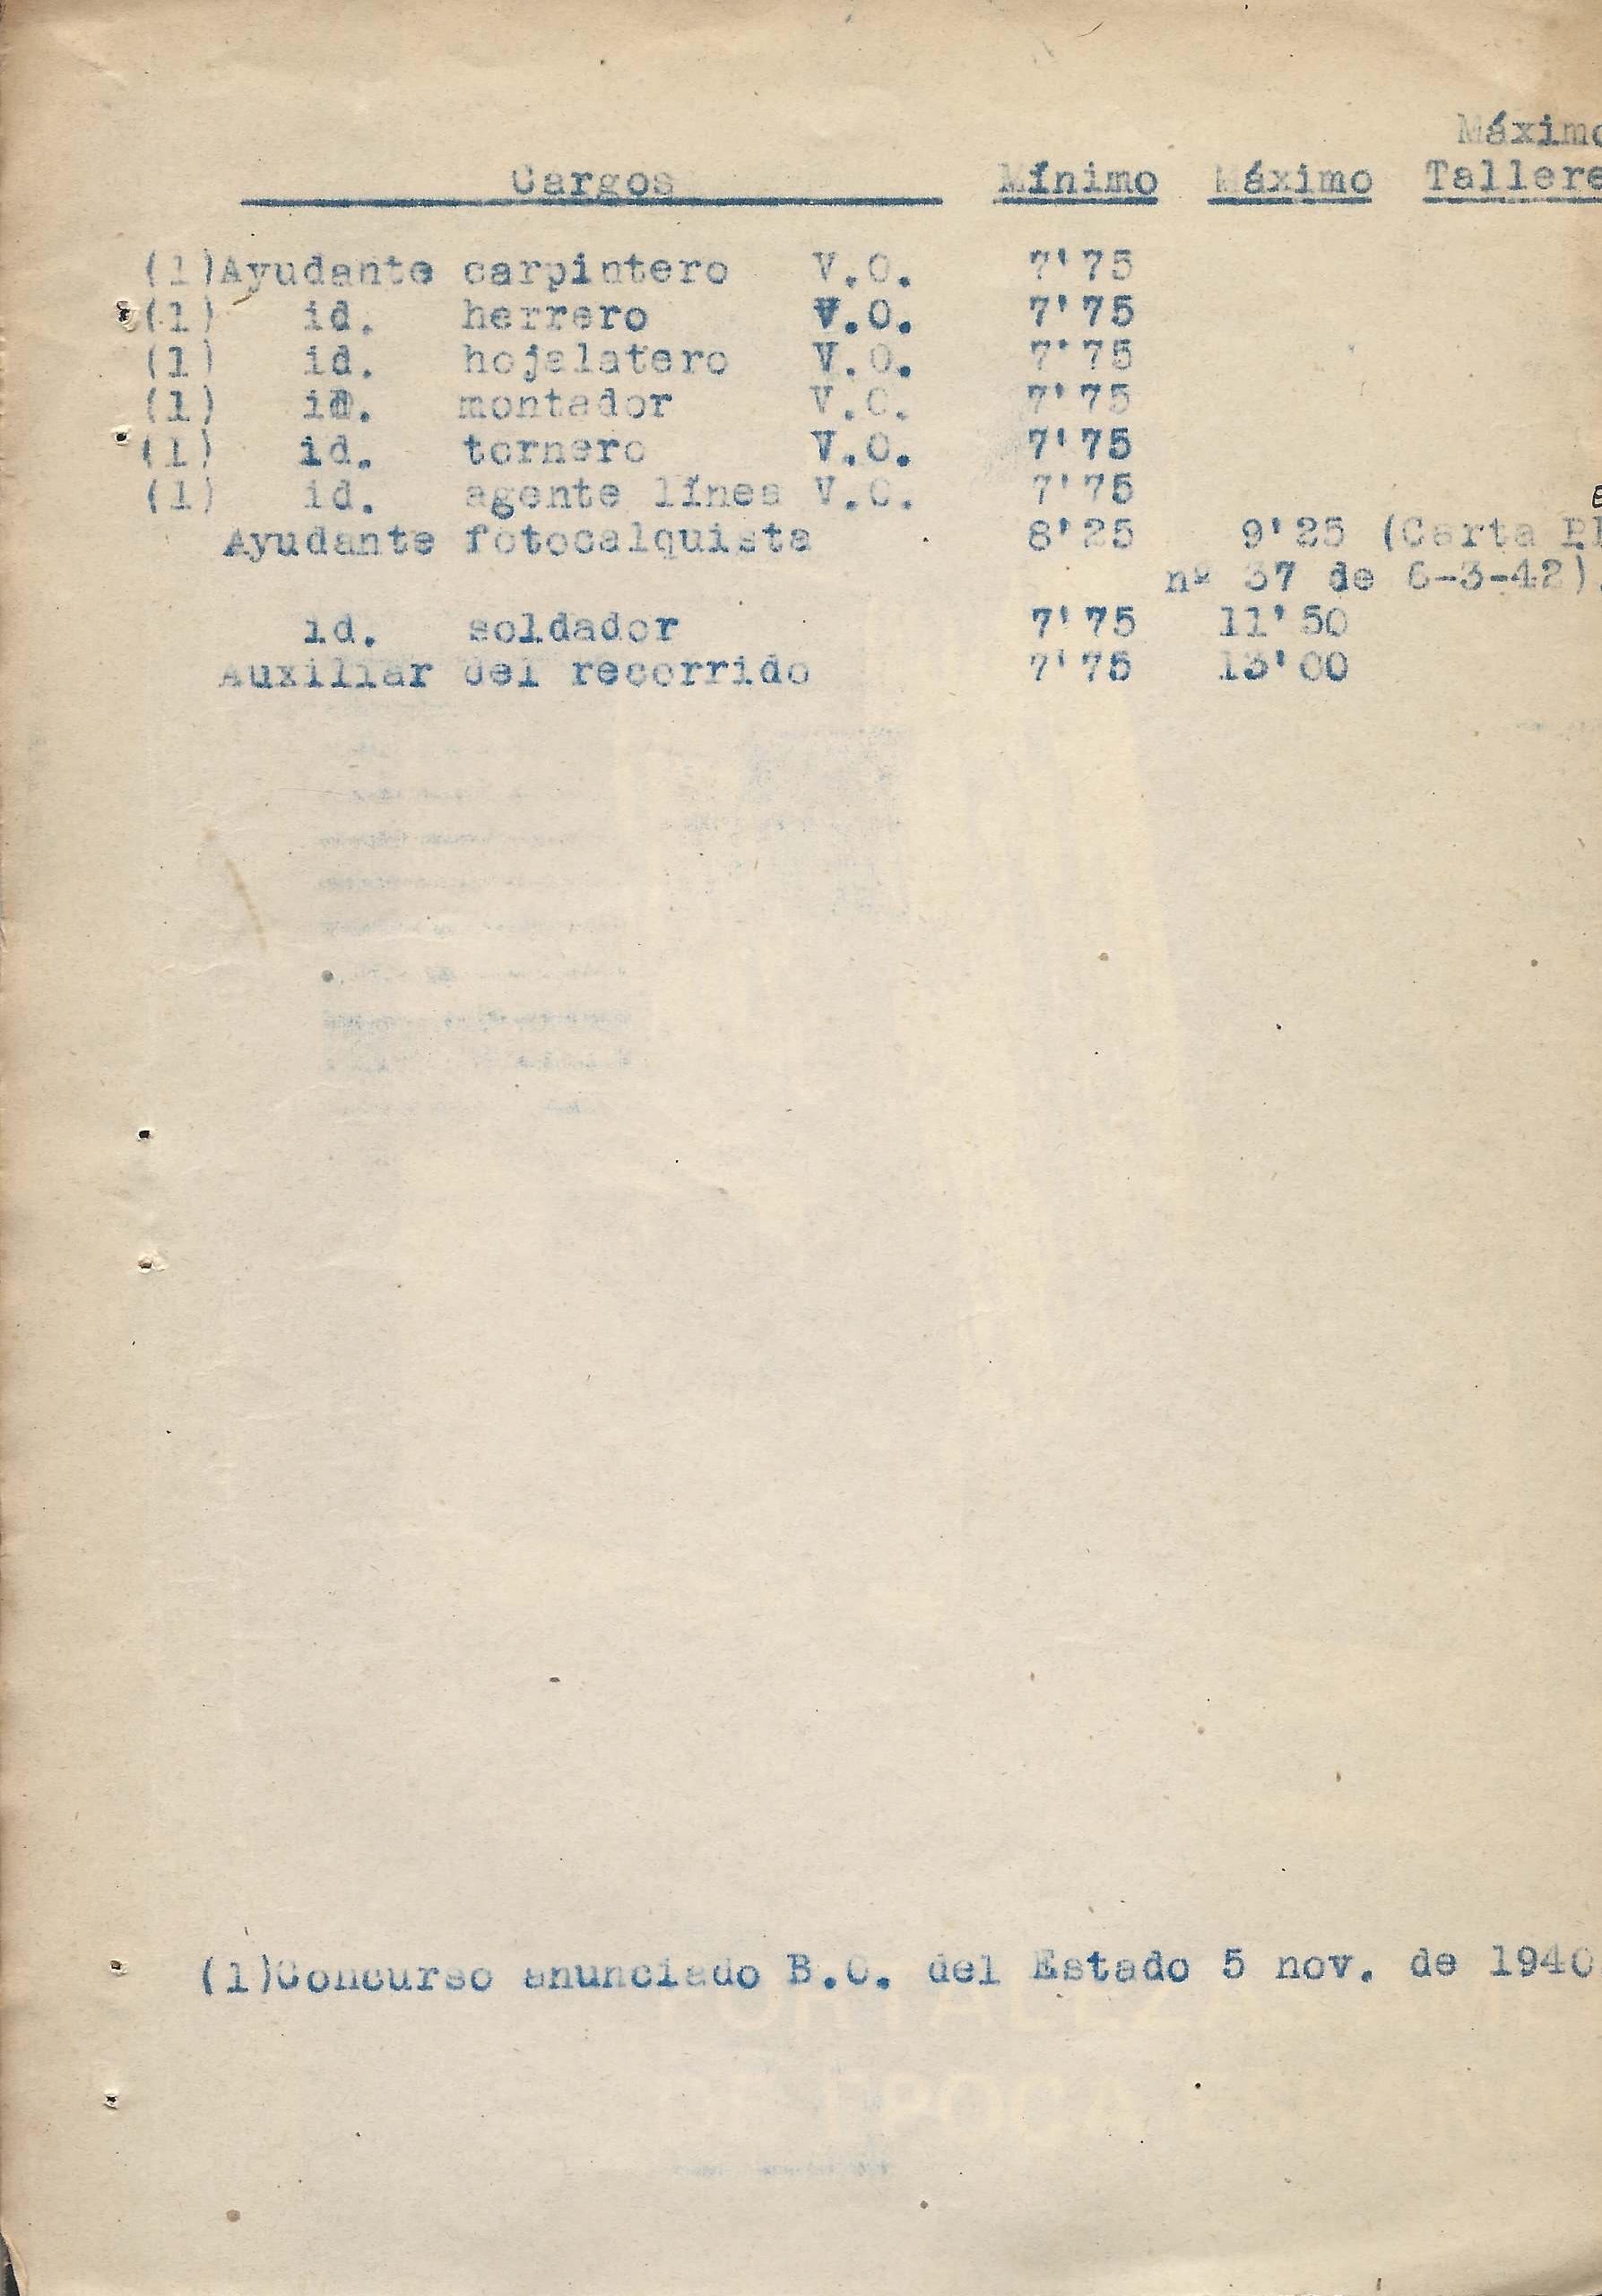 Máximo
Cargos Mínimo Máximo Tallere
(1)Ayudante carpintero V.O. 7'75
(1) id. herrero V.O. 7'75
(1) id. hojalatero V.O. 7'75
(1) id. montador V.O. 7'75
(1) id. tornero V.O. 7'75
(1) id. agente línea V.O. 7'75
Ayudante fotocalquista 8'25 9'25 (Carta El
nº 37 de 6-3-42).
id. soldador 7'75 11'50
Auxiliar del recorrido 7'75 13'00
(1)Concurso anunciado B.O. del Estado 5 nov. de 1940